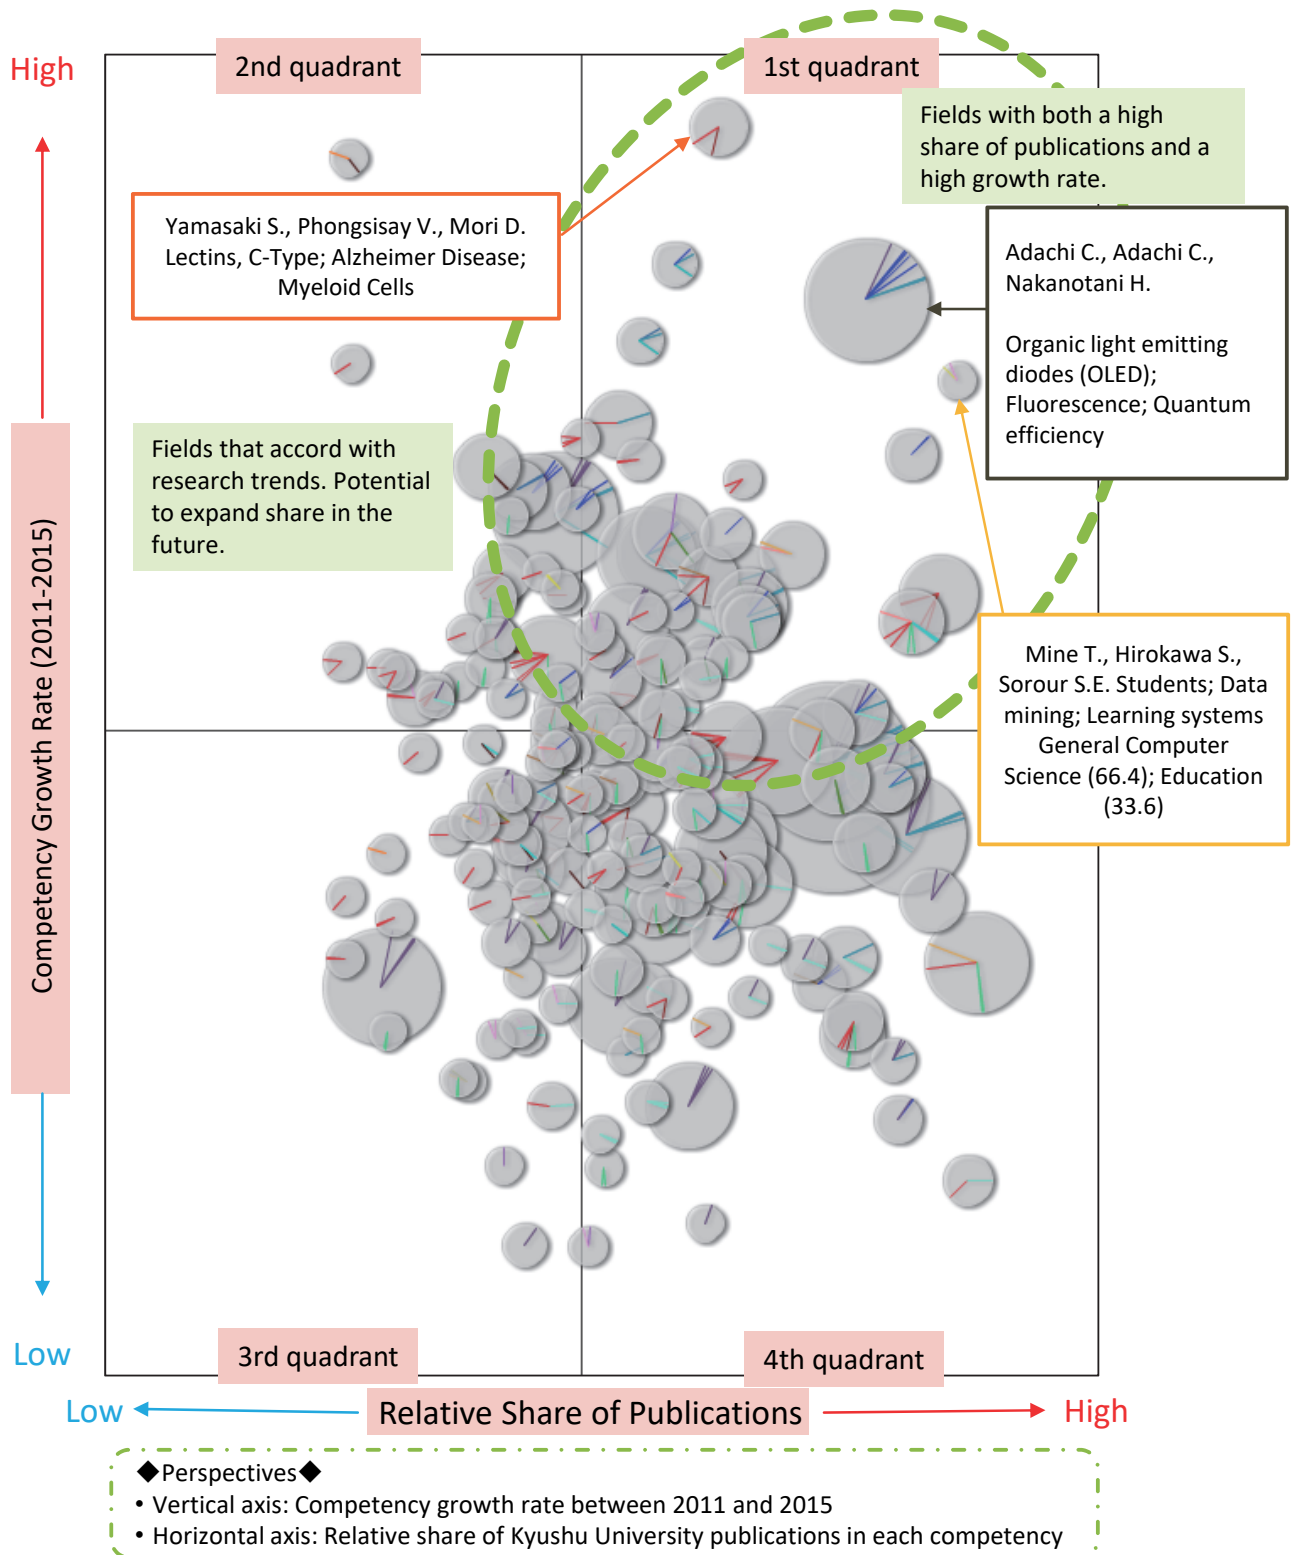 High
2nd quadrant
1st quadrant
Fields with both a high
share of publications and a
high growth rate.
Yamasaki S., Phongsisay V., Mori D.
Lectins, C-Type; Alzheimer Disease;
Myeloid Cells
Adachi C., Adachi C.,
Nakanotani H.
Organic light emitting
diodes (OLED);
Fluorescence; Quantum
efficiency
Fields that accord with
research trends. Potential
to expand share in the
future.
Competency Growth Rate (2011-2015)
Mine T., Hirokawa S.,
Sorour S.E. Students; Data
mining; Learning systems
General Computer
Science (66.4); Education
(33.6)
Low
3rd quadrant
4th quadrant
Low
Relative Share of Publications
High
◆Perspectives◆
• Vertical axis: Competency growth rate between 2011 and 2015
• Horizontal axis: Relative share of Kyushu University publications in each competency